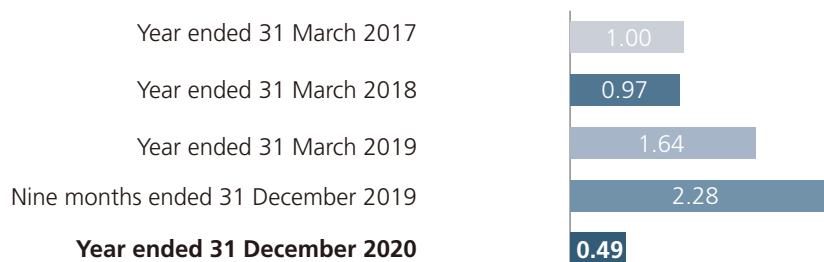 Year ended 31 March 2017 1.00
Year ended 31 March 2018 0.97
Year ended 31 March 2019 1.64
Nine months ended 31 December 2019 2.28
Year ended 31 December 2020 0.49